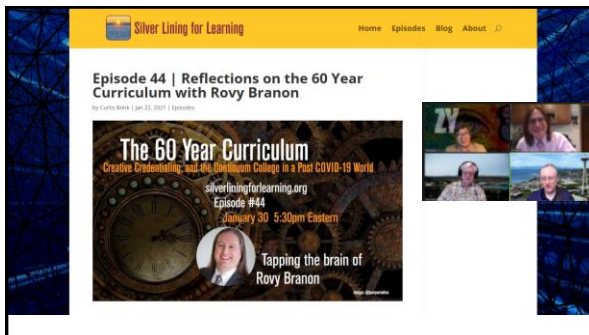 Silver Lining for Learning
Home Episodes Blog About
Episode 44 | Reflections on the 60 Year
Curriculum with Rovy Branon
by Curtis Bonk | Jan 22, 2021 | Episodes
The 60 Year Curriculum
Creative Credentialing, and the Continuum College in a Post COVID-19 World
silverliningforlearning.org
Episode #44
January 30 5:30pm Eastern
Tapping the brain of
Rovy Branon
ZY